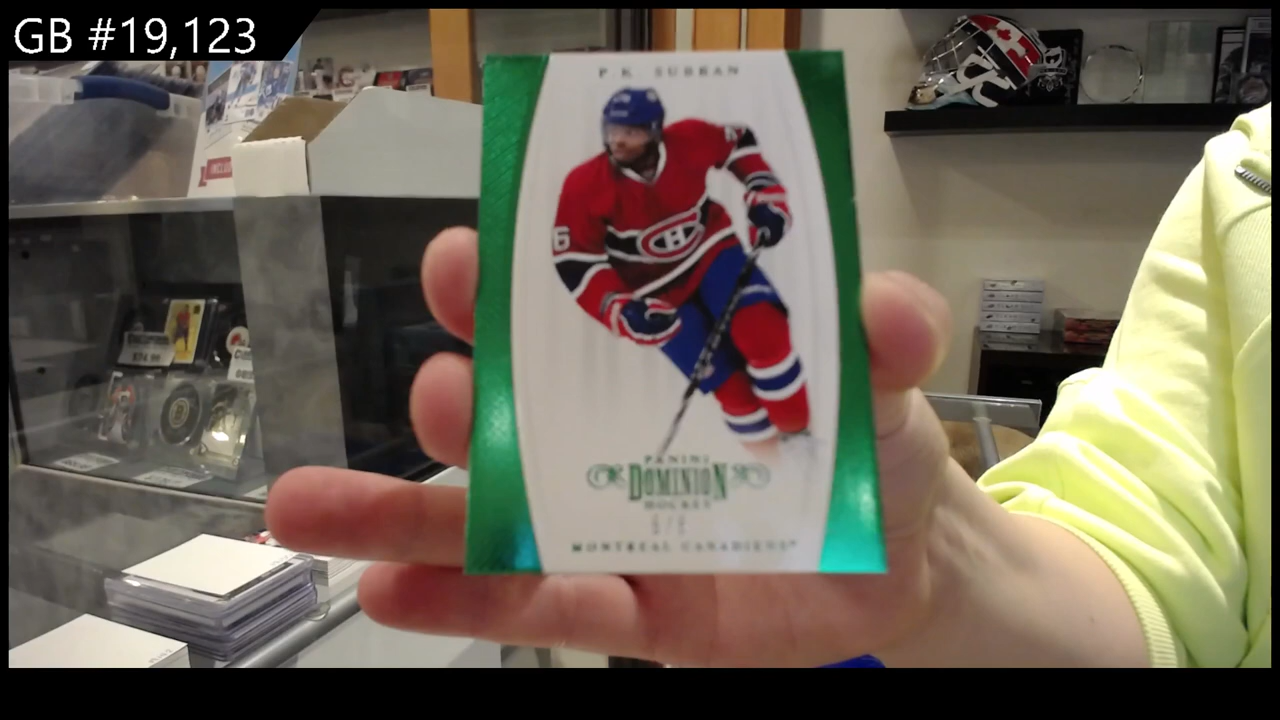 GB #19,123
P.K. SUBBAN
PANINI
DOMINION
HOCKEY
MONTREAL CANADIENS